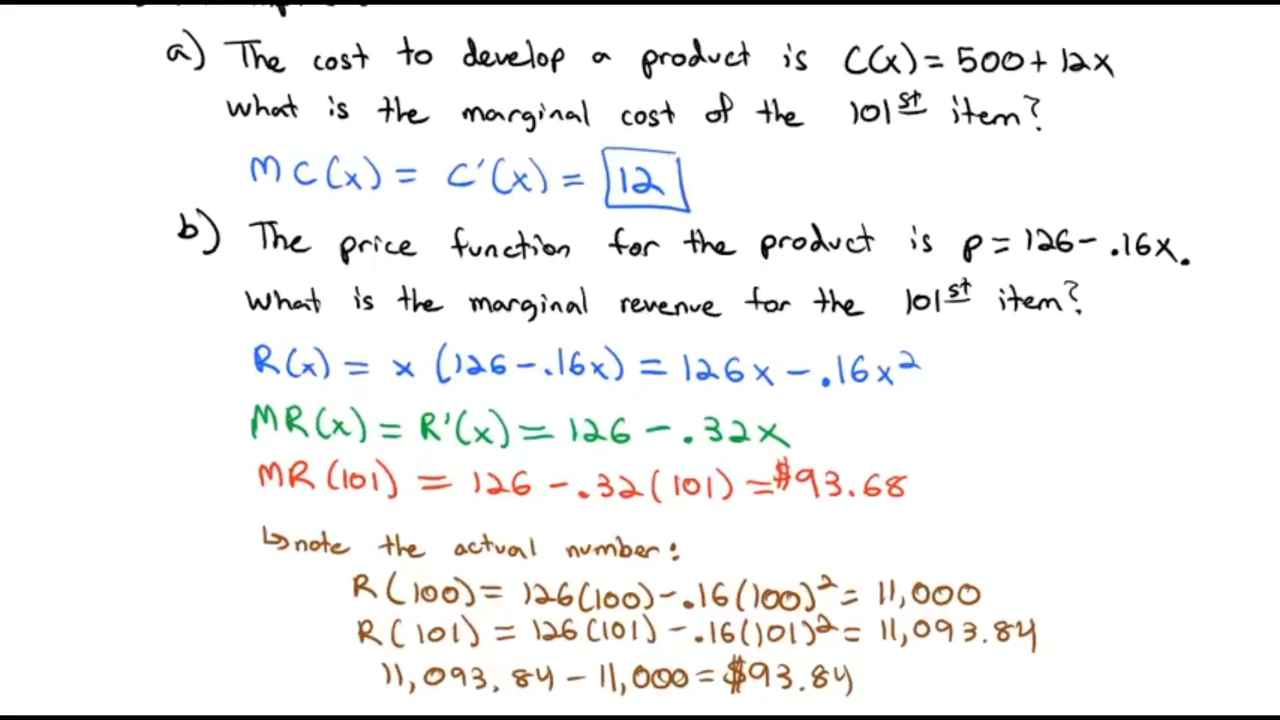 a) The cost to develop a product is C(x) = 500 + 12x
What is the marginal cost of the 101st item?
MC(x) = C'(x) = 12
b) The price function for the product is p = 126 - .16x.
What is the marginal revenue for the 101st item?
R(x) = x (126 - .16x) = 126x - .16x²
MR(x) = R'(x) = 126 - .32x
MR(101) = 126 - .32(101) = $93.68
↳ note the actual number:
R(100) = 126(100) - .16(100)² = 11,000
R(101) = 126(101) - .16(101)² = 11,093.84
11,093.84 - 11,000 = $93.84